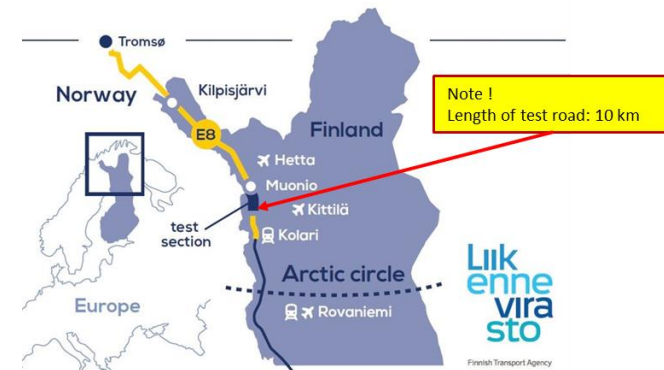 Tromsø
Norway
Kilpisjärvi
E8
Finland
Note !
Length of test road: 10 km
Hetta
Muonio
Kittilä
test
section
Kolari
Arctic circle
Europe
Rovaniemi
Liik
enne
vira
sto
Finnish Transport Agency